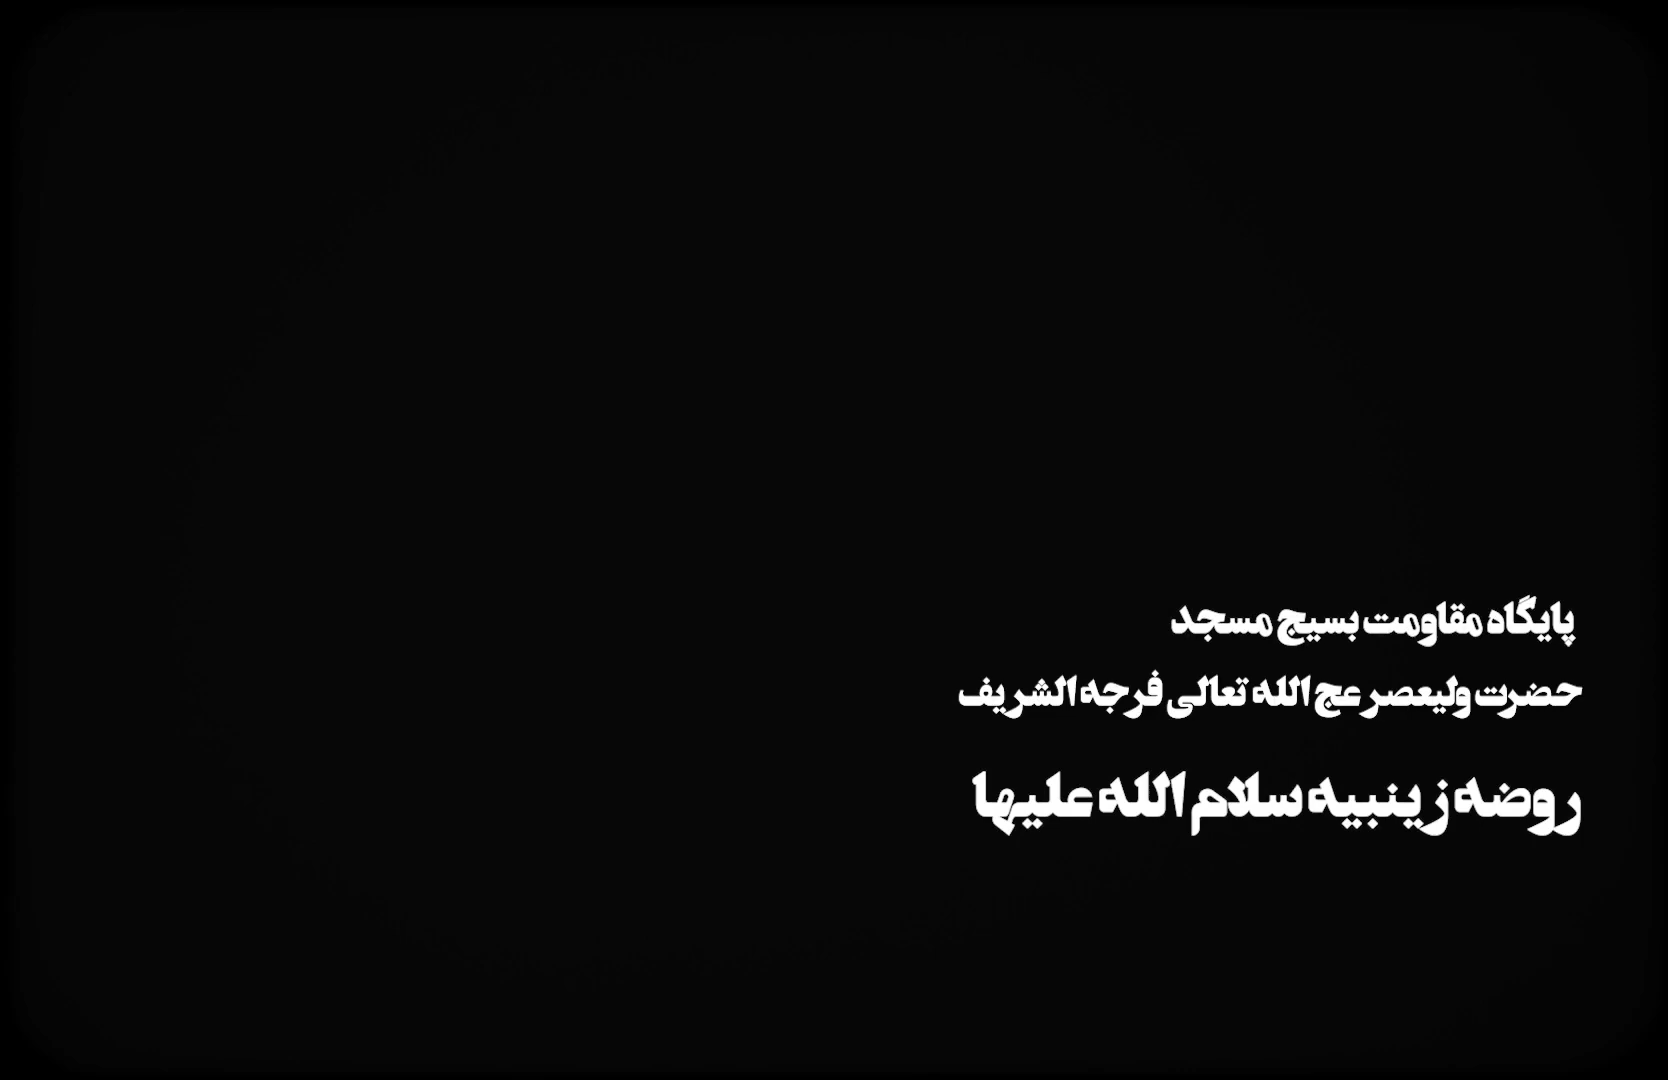 پایگاه مقاومت بسیج مسجد
حضرت ولیعصر عج الله تعالی فرجه الشریف
روضه زینبیه سلام الله علیها